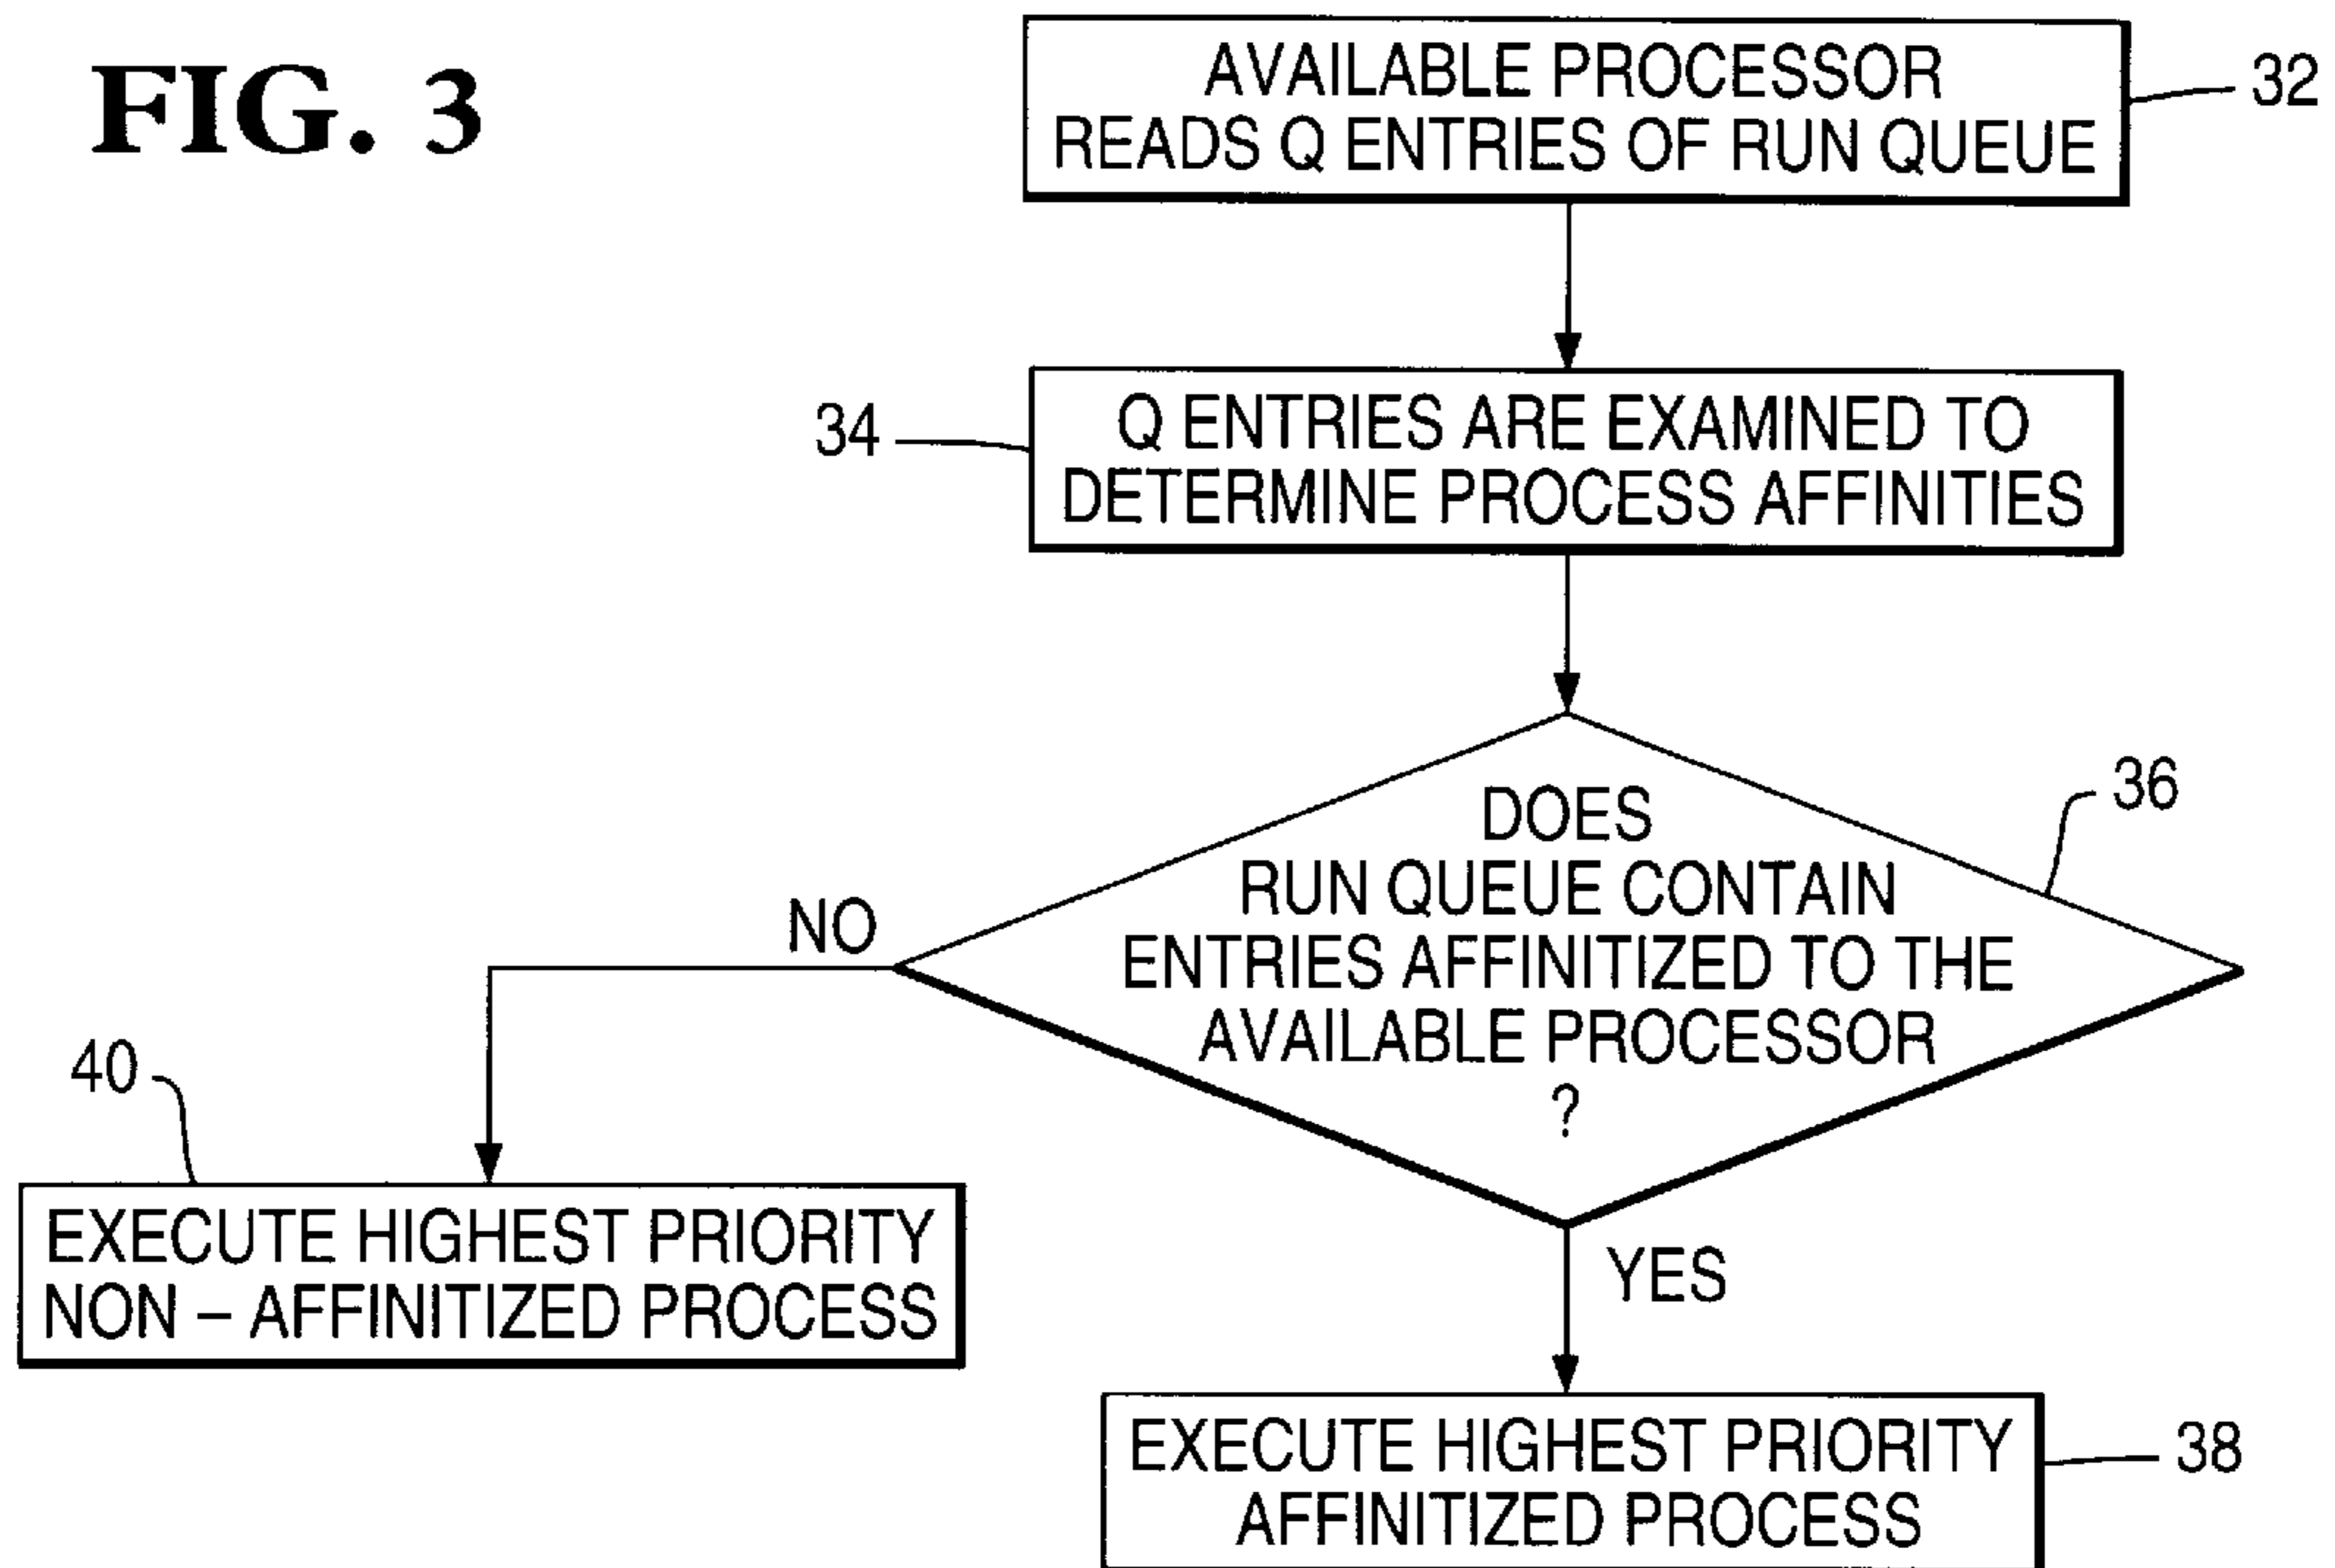 FIG. 3
AVAILABLE PROCESSOR
READS Q ENTRIES OF RUN QUEUE
32
34
Q ENTRIES ARE EXAMINED TO
DETERMINE PROCESS AFFINITIES
36
DOES
RUN QUEUE CONTAIN
ENTRIES AFFINITIZED TO THE
AVAILABLE PROCESSOR
?
NO
40
EXECUTE HIGHEST PRIORITY
NON – AFFINITIZED PROCESS
YES
EXECUTE HIGHEST PRIORITY
AFFINITIZED PROCESS
38